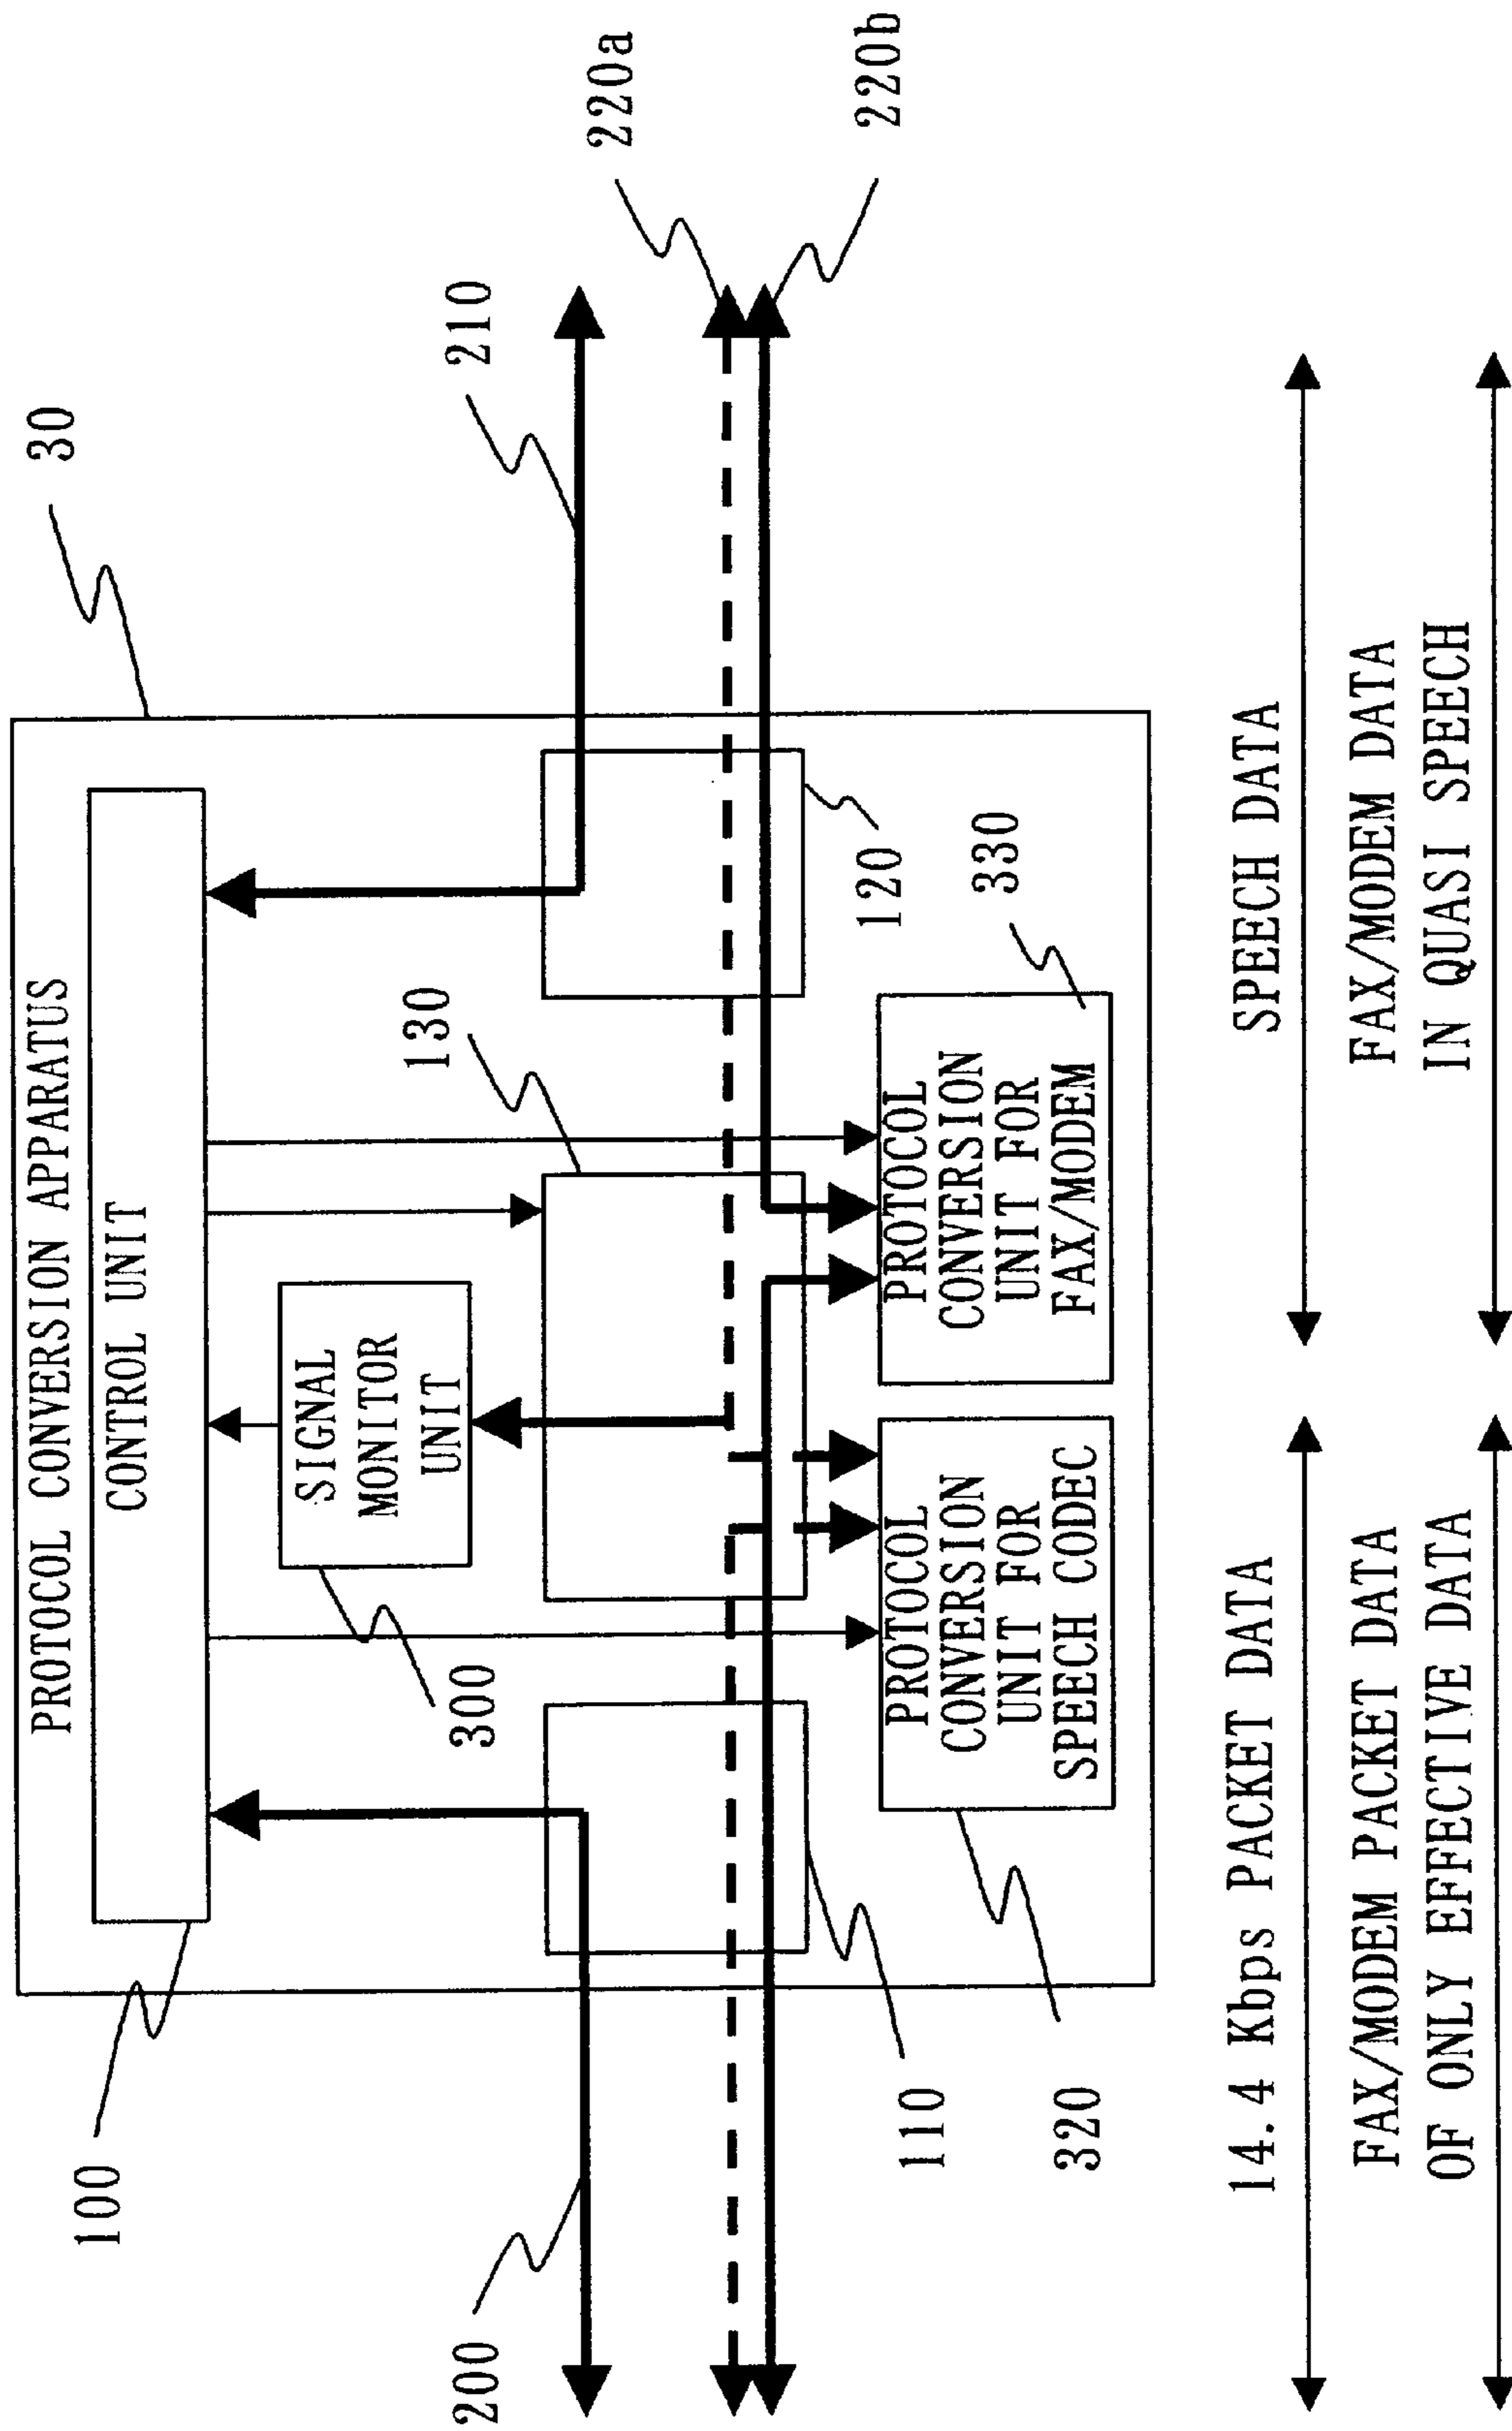 30
PROTOCOL CONVERSION APPARATUS
100
CONTROL UNIT
300
SIGNAL
MONITOR
UNIT
130
200
210
220a
220b
110
120
320
PROTOCOL
CONVERSION
UNIT FOR
SPEECH CODEC
330
PROTOCOL
CONVERSION
UNIT FOR
FAX/MODEM
14.4 Kbps PACKET DATA
SPEECH DATA
FAX/MODEM PACKET DATA
OF ONLY EFFECTIVE DATA
FAX/MODEM DATA
IN QUASI SPEECH